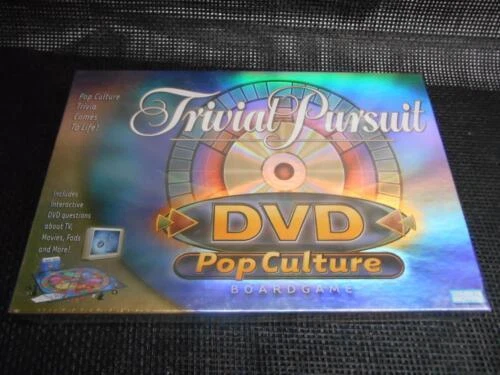 Pop Culture
Trivia
Comes
To Life!
Trivial Pursuit
DVD
Pop Culture
BOARDGAME
Includes
Interactive
DVD questions
about TV,
Movies, Fads
and More!